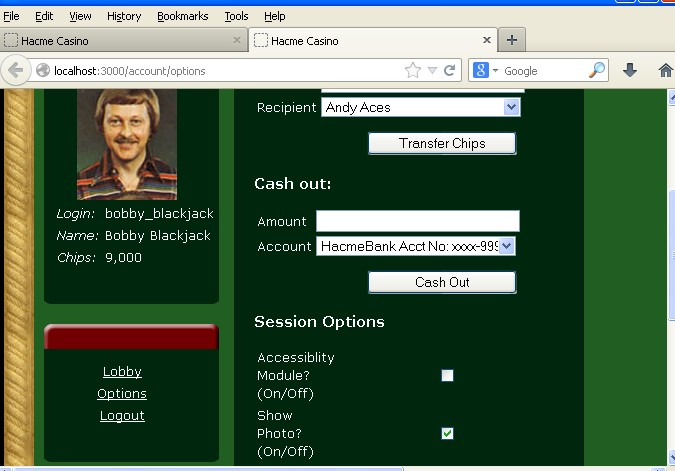 File Edit View History Bookmarks Tools Help
Hacme Casino
Hacme Casino
localhost:3000/account/options
Google
Recipient Andy Aces
Transfer Chips
Cash out:
Amount
Account HacmeBank Acct No: xxxx-999
Cash Out
Session Options
Accessiblity
Module?
(On/Off)
Show
Photo?
(On/Off)
Login: bobby_blackjack
Name: Bobby Blackjack
Chips: 9,000
Lobby
Options
Logout